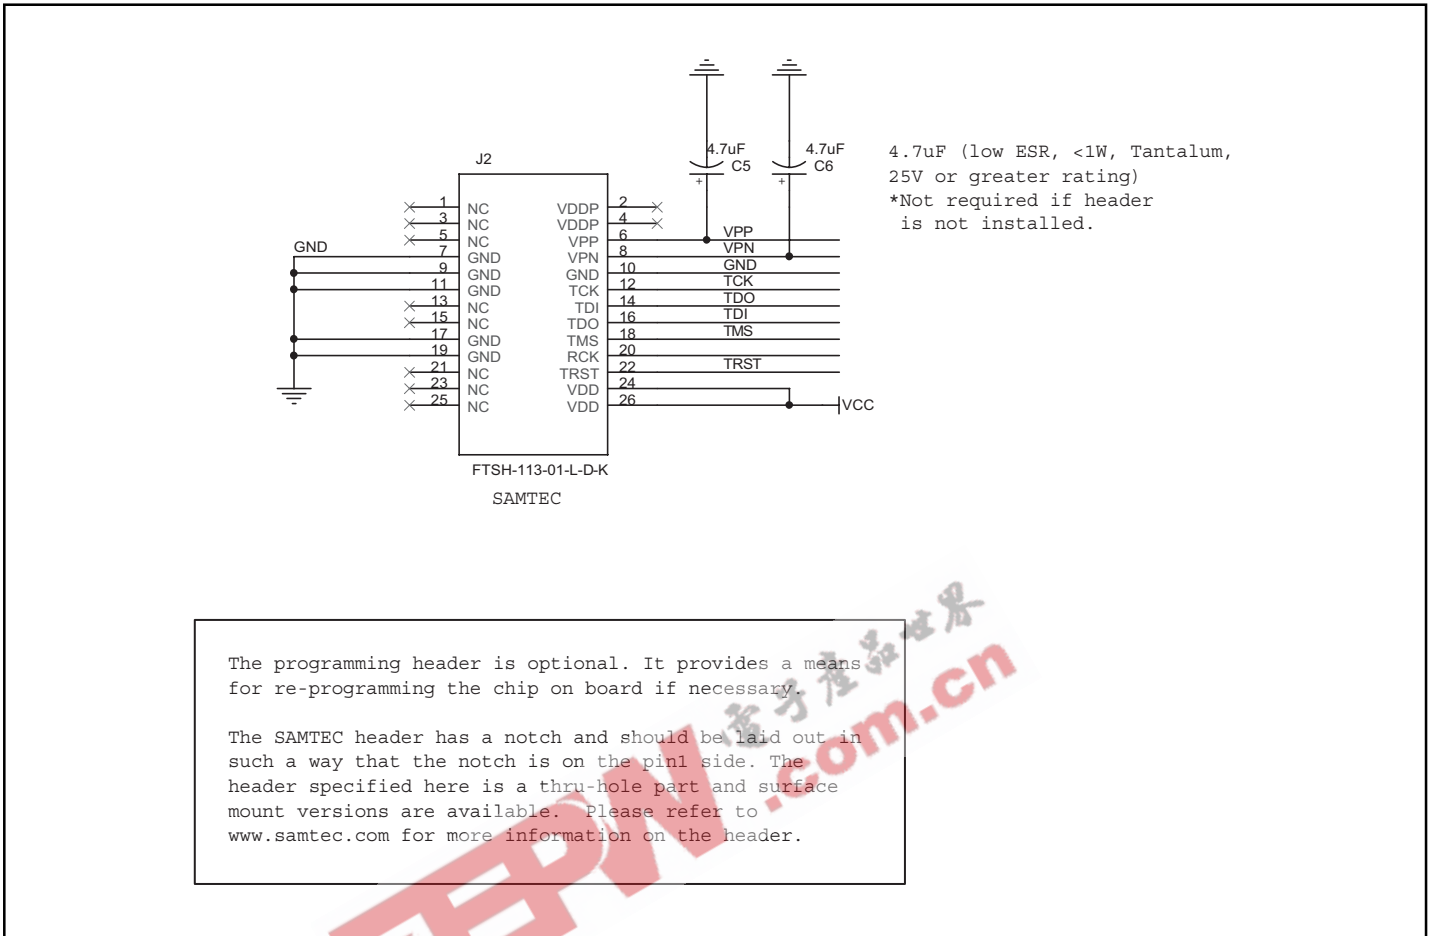 4.7uF
C5
4.7uF
C6
4.7uF (low ESR, <1W, Tantalum,
25V or greater rating)
*Not required if header
is not installed.
J2
1 NC VDDP 2
3 NC VDDP 4
5 NC VPP 6 VPP
GND 7 GND VPN 8 VPN
9 GND GND 10 GND
11 GND TCK 12 TCK
13 NC TDI 14 TDO
15 NC TDO 16 TDI
17 GND TMS 18 TMS
19 GND RCK 20
21 NC TRST 22 TRST
23 NC VDD 24
25 NC VDD 26 VCC
FTSH-113-01-L-D-K
SAMTEC
The programming header is optional. It provides a means
for re-programming the chip on board if necessary.
The SAMTEC header has a notch and should be laid out in
such a way that the notch is on the pin1 side. The
header specified here is a thru-hole part and surface
mount versions are available. Please refer to
www.samtec.com for more information on the header.
電子產品世界
EEPW
.com.cn